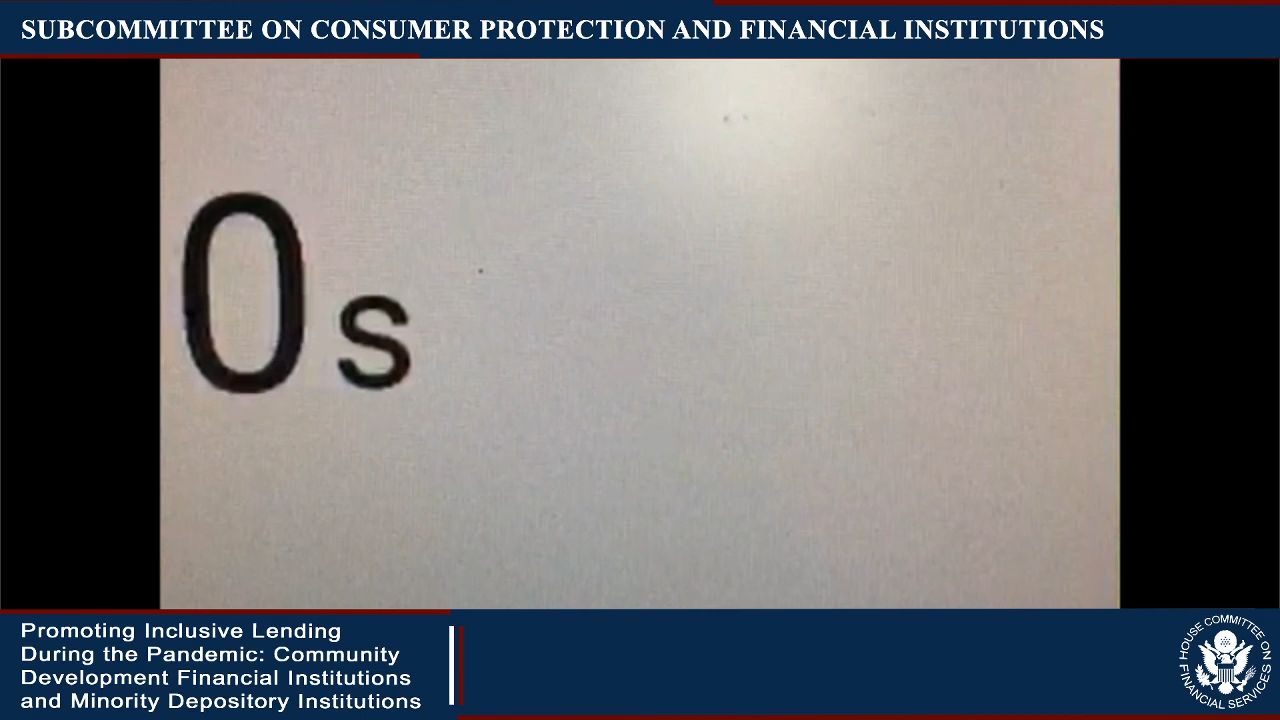 SUBCOMMITTEE ON CONSUMER PROTECTION AND FINANCIAL INSTITUTIONS
0s
Promoting Inclusive Lending
During the Pandemic: Community
Development Financial Institutions
and Minority Depository Institutions
HOUSE COMMITTEE ON
FINANCIAL SERVICES